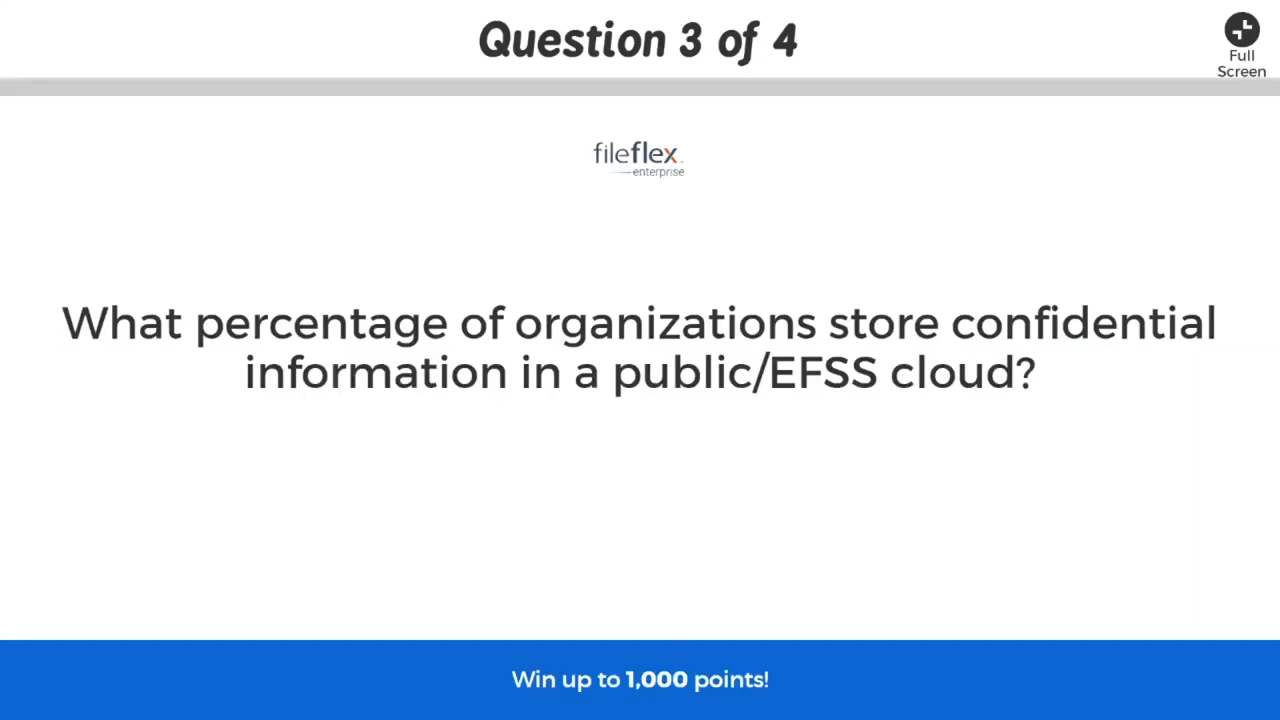 Question 3 of 4
Full
Screen
fileflex
enterprise
What percentage of organizations store confidential
information in a public/EFSS cloud?
Win up to 1,000 points!